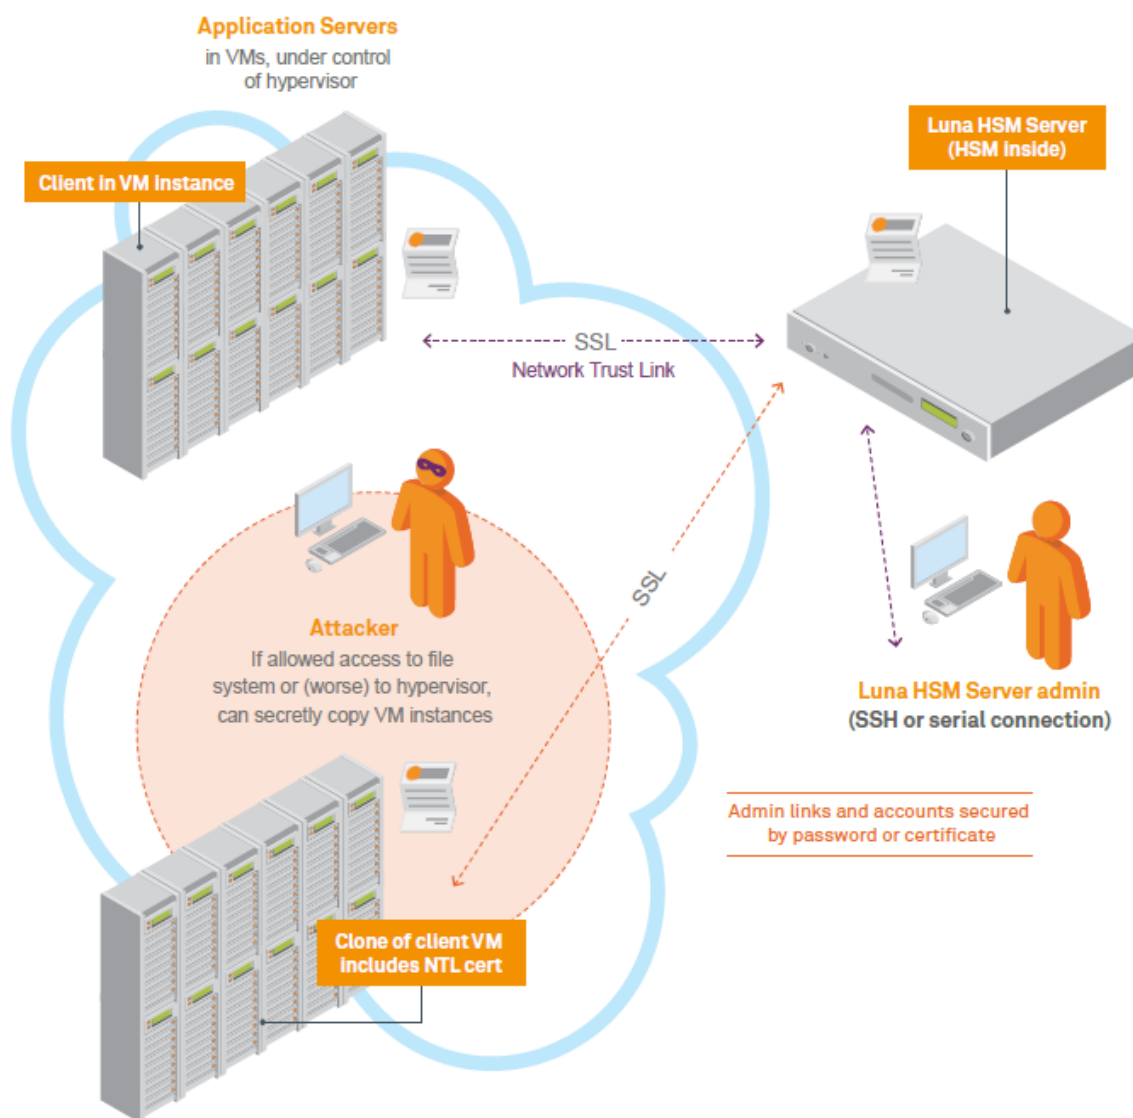 Application Servers
in VMs, under control
of hypervisor
Luna HSM Server
(HSM inside)
Client in VM instance
SSL
Network Trust Link
SSL
Attacker
If allowed access to file
system or (worse) to hypervisor,
can secretly copy VM instances
Luna HSM Server admin
(SSH or serial connection)
Admin links and accounts secured
by password or certificate
Clone of client VM
includes NTL cert